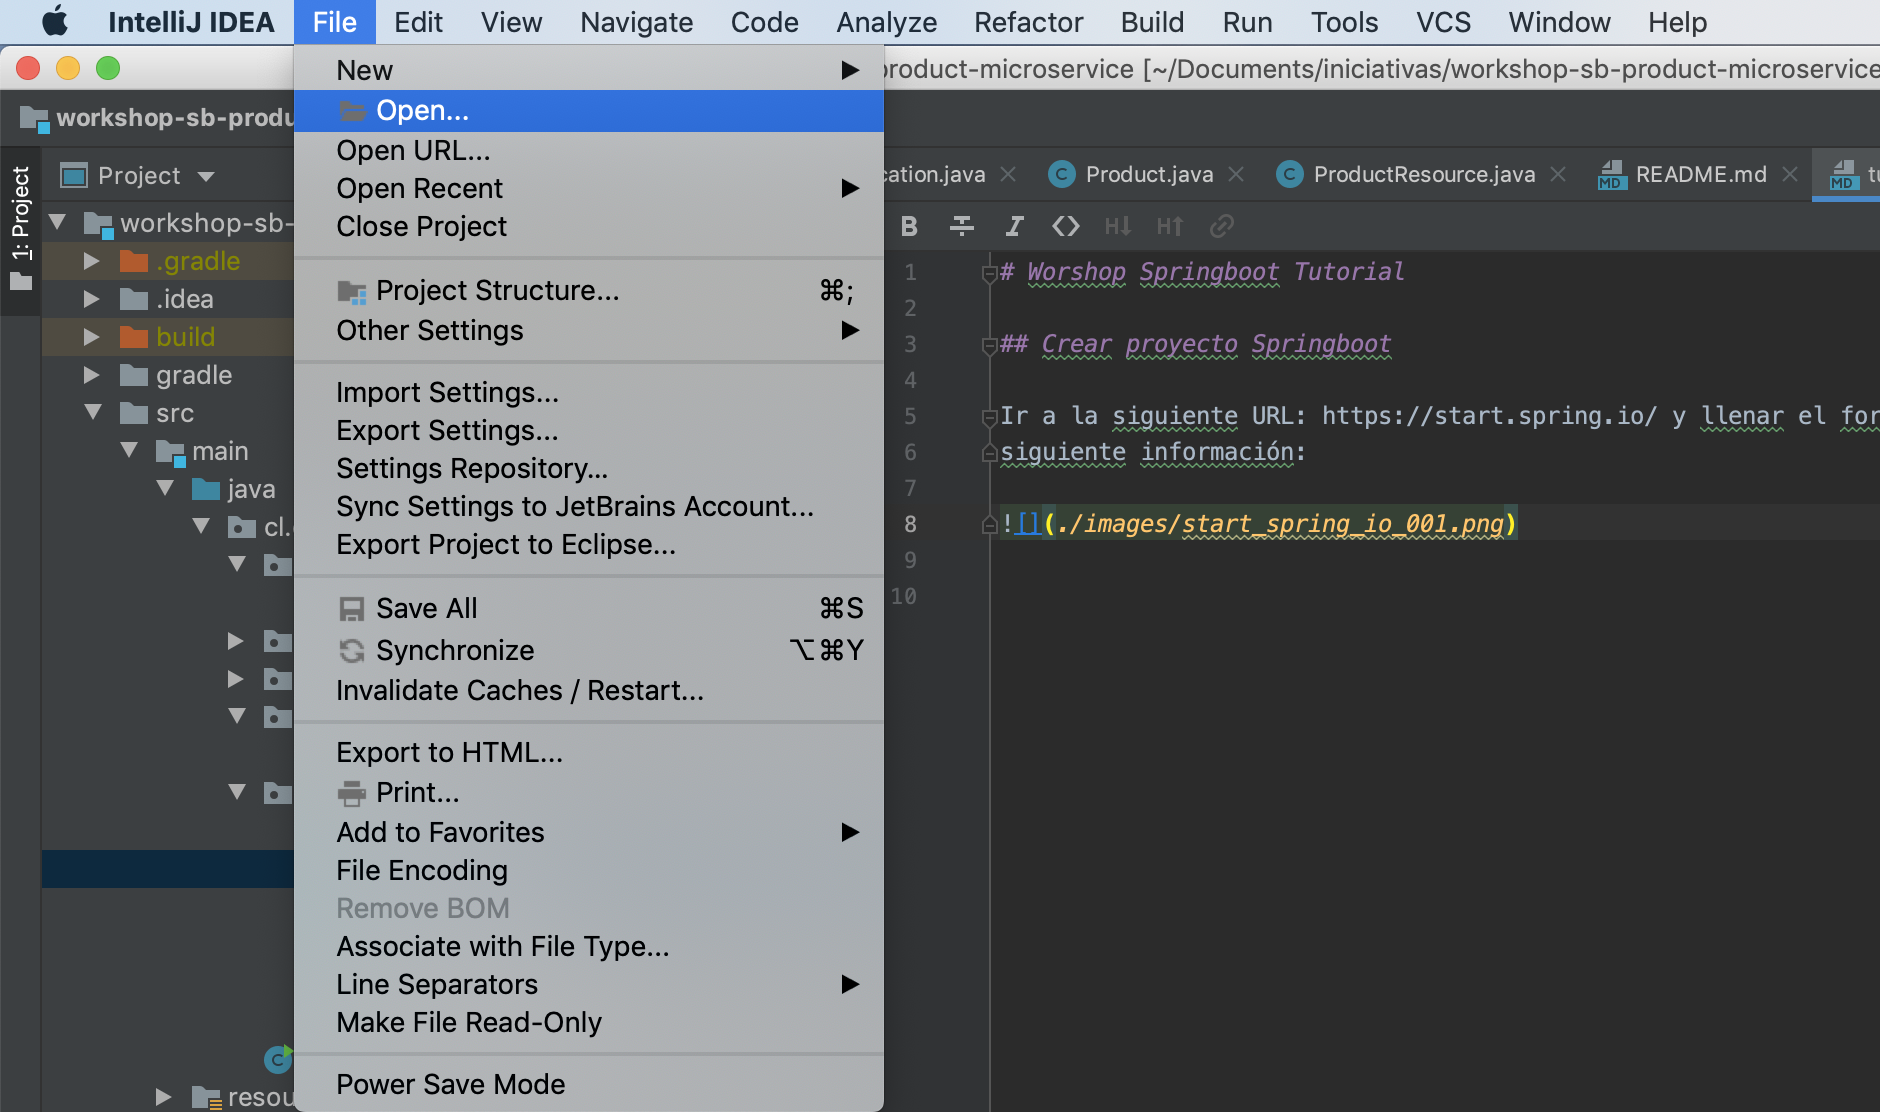 IntelliJ IDEA File Edit View Navigate Code Analyze Refactor Build Run Tools VCS Window Help
product-microservice [~/Documents/iniciativas/workshop-sb-product-microservice
workshop-sb-produ
1: Project
Project
workshop-sb-
.gradle
.idea
build
gradle
src
main
java
cl.
resou
New
Open...
Open URL...
Open Recent
Close Project
Project Structure... ⌘;
Other Settings
Import Settings...
Export Settings...
Settings Repository...
Sync Settings to JetBrains Account...
Export Project to Eclipse...
Save All ⌘S
Synchronize ⌥⌘Y
Invalidate Caches / Restart...
Export to HTML...
Print...
Add to Favorites
File Encoding
Remove BOM
Associate with File Type...
Line Separators
Make File Read-Only
Power Save Mode
cation.java Product.java ProductResource.java README.md tu
B I <> H↓ H↑
1 # Worshop Springboot Tutorial
2
3 ## Crear proyecto Springboot
4
5 Ir a la siguiente URL: https://start.spring.io/ y llenar el for
6 siguiente información:
7
8 ![](./images/start_spring_io_001.png)
9
10